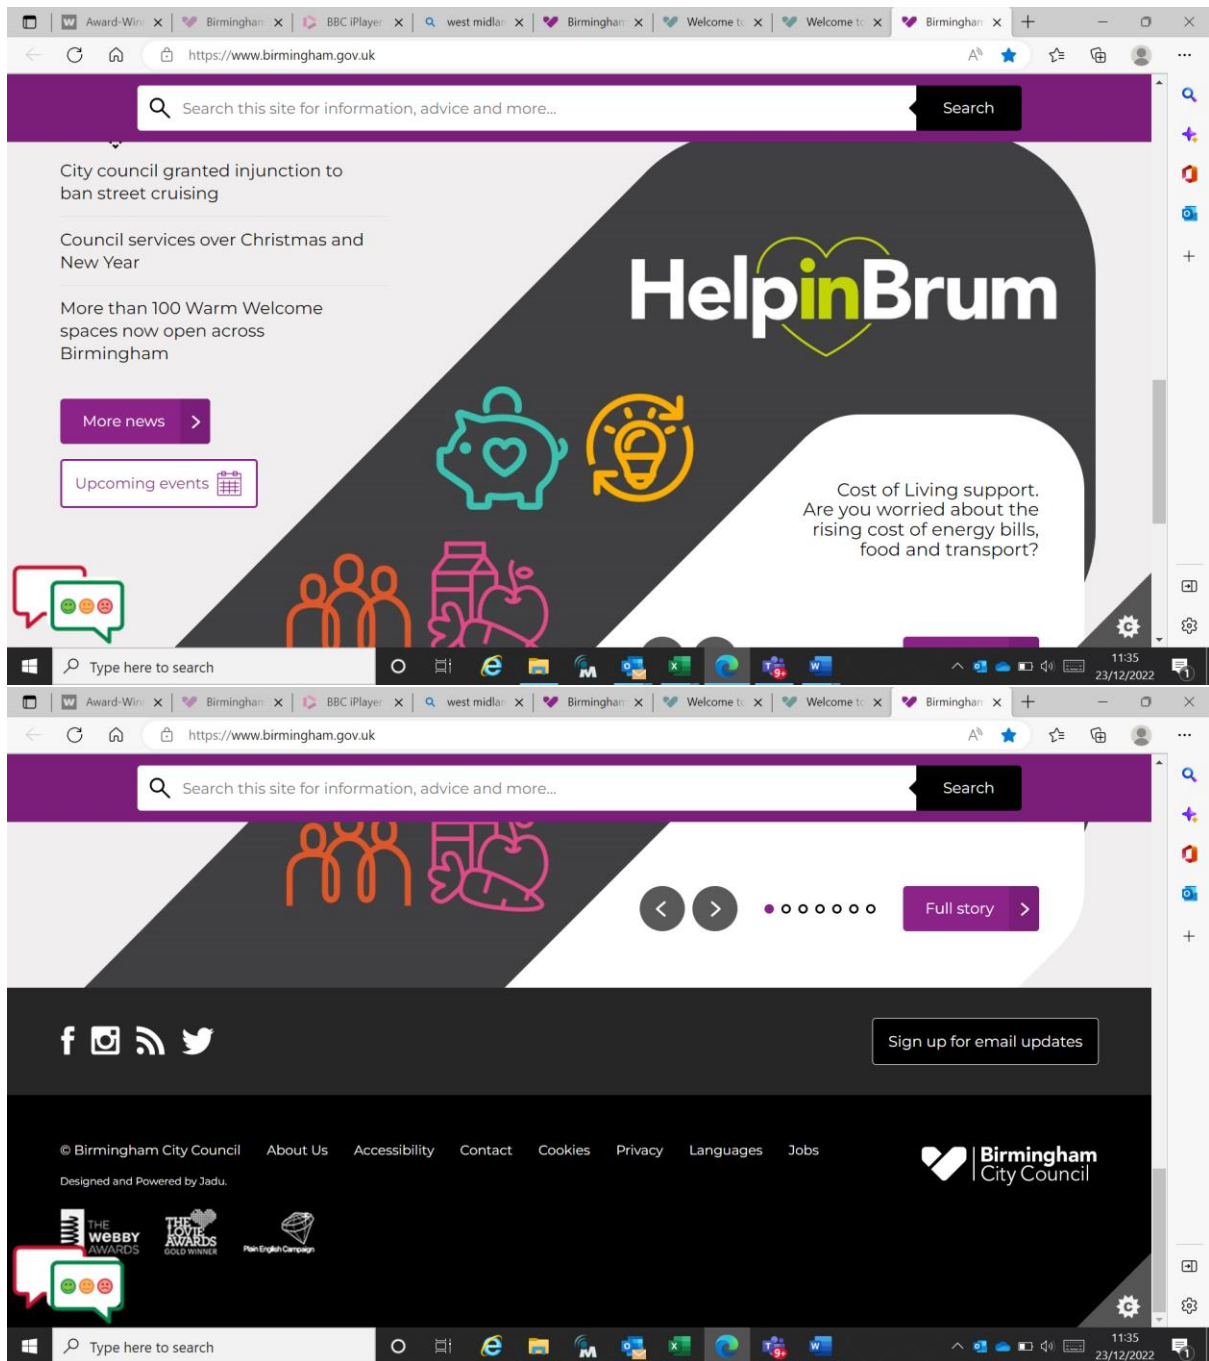 Award-Win
Birmingham
BBC iPlayer
west midlan
Birmingham
Welcome to
Welcome to
Birmingham
https://www.birmingham.gov.uk
Search this site for information, advice and more...
Search
City council granted injunction to
ban street cruising
Council services over Christmas and
New Year
More than 100 Warm Welcome
spaces now open across
Birmingham
More news
Upcoming events
HelpinBrum
Cost of Living support.
Are you worried about the
rising cost of energy bills,
food and transport?
Type here to search
11:35
23/12/2022
Award-Win
Birmingham
BBC iPlayer
west midlan
Birmingham
Welcome to
Welcome to
Birmingham
https://www.birmingham.gov.uk
Search this site for information, advice and more...
Search
Full story
Sign up for email updates
© Birmingham City Council About Us Accessibility Contact Cookies Privacy Languages Jobs
Designed and Powered by Jadu.
Birmingham
City Council
THE
WEBBY
AWARDS
THE
LOVIE
AWARDS
GOLD WINNER
Plain English Campaign
Type here to search
11:35
23/12/2022